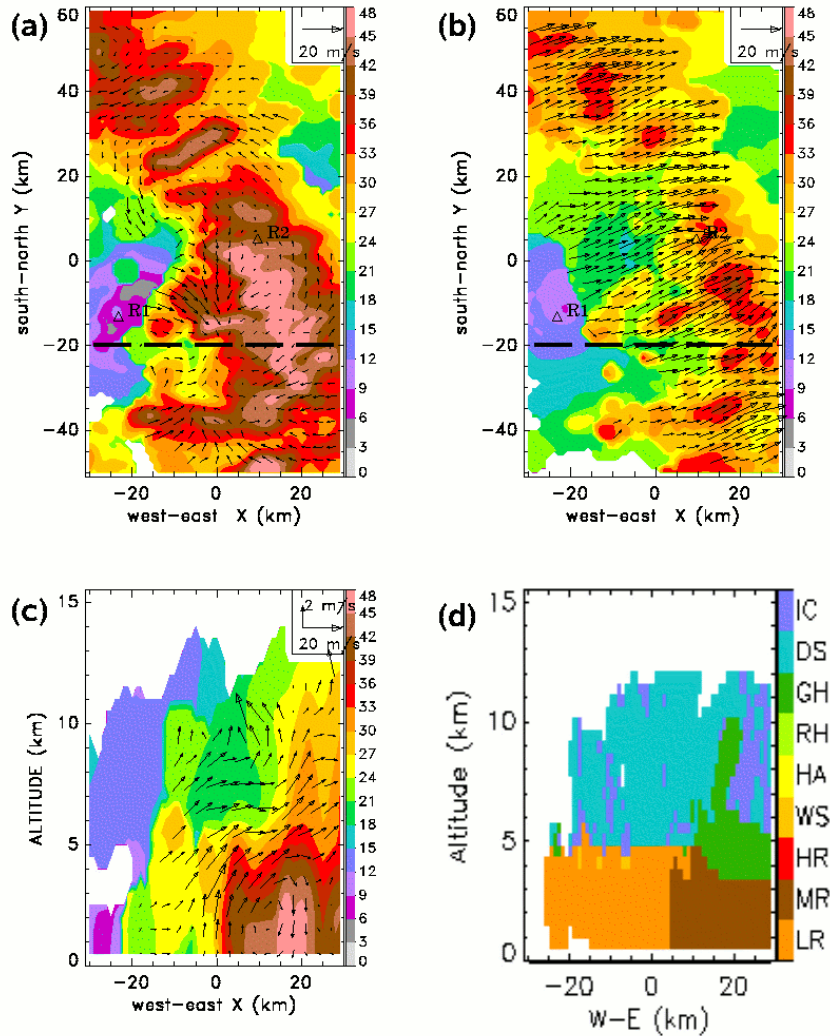 (a)
20 m/s
60
40
20
0
−20
−40
south-north Y (km)
R2
R1
−20 0 20
west-east X (km)
48
45
42
39
36
33
30
27
24
21
18
15
12
9
6
3
0
(b)
20 m/s
60
40
20
0
−20
−40
south-north Y (km)
R2
R1
−20 0 20
west-east X (km)
48
45
42
39
36
33
30
27
24
21
18
15
12
9
6
3
0
(c)
2 m/s
20 m/s
15
10
5
0
ALTITUDE (km)
−20 0 20
west-east X (km)
48
45
42
39
36
33
30
27
24
21
18
15
12
9
6
3
0
(d)
15
10
5
0
Altitude (km)
−20 0 20
W-E (km)
IC
DS
GH
RH
HA
WS
HR
MR
LR